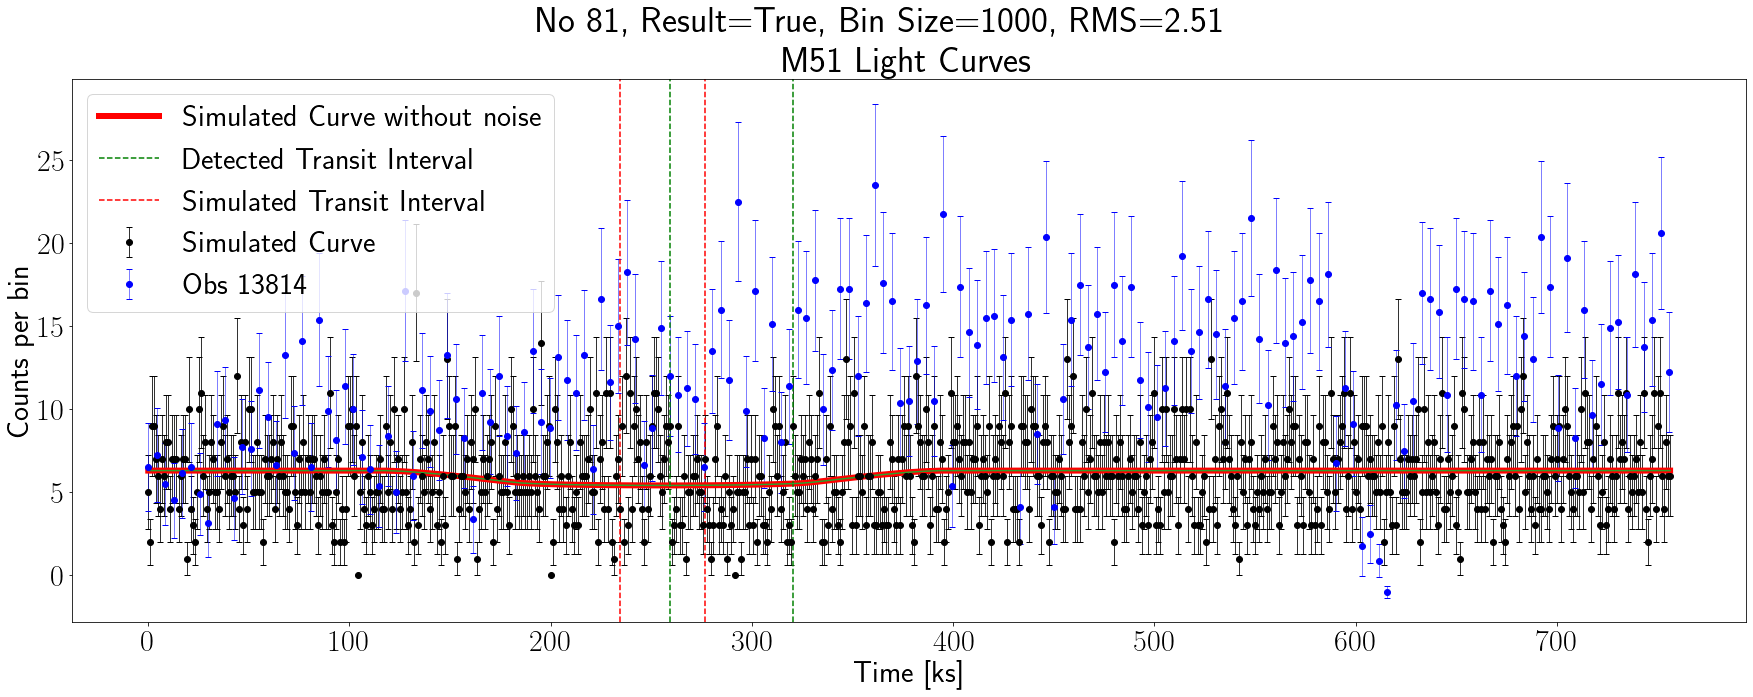 No 81, Result=True, Bin Size=1000, RMS=2.51
M51 Light Curves
Simulated Curve without noise
Detected Transit Interval
Simulated Transit Interval
Simulated Curve
Obs 13814
Counts per bin
25
20
15
10
5
0
0 100 200 300 400 500 600 700
Time [ks]